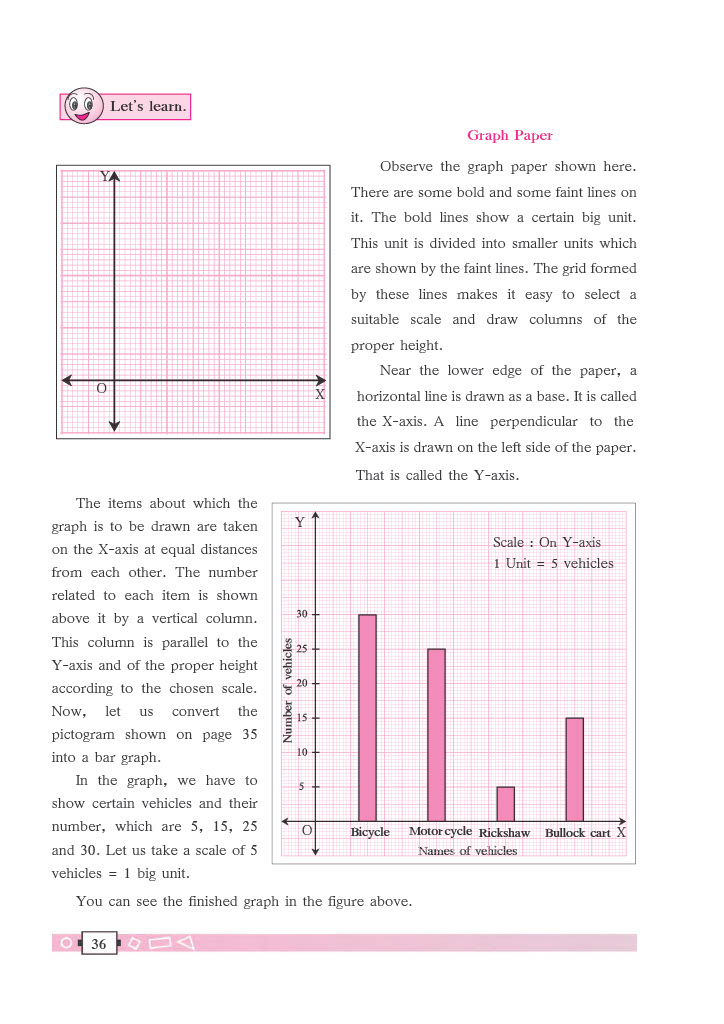 Let's learn.
Graph Paper
Y
O
X
Observe the graph paper shown here.
There are some bold and some faint lines on
it. The bold lines show a certain big unit.
This unit is divided into smaller units which
are shown by the faint lines. The grid formed
by these lines makes it easy to select a
suitable scale and draw columns of the
proper height.
Near the lower edge of the paper, a
horizontal line is drawn as a base. It is called
the X-axis. A line perpendicular to the
X-axis is drawn on the left side of the paper.
That is called the Y-axis.
The items about which the
graph is to be drawn are taken
on the X-axis at equal distances
from each other. The number
related to each item is shown
above it by a vertical column.
This column is parallel to the
Y-axis and of the proper height
according to the chosen scale.
Now, let us convert the
pictogram shown on page 35
into a bar graph.
In the graph, we have to
show certain vehicles and their
number, which are 5, 15, 25
and 30. Let us take a scale of 5
vehicles = 1 big unit.
Y
Scale : On Y-axis
1 Unit = 5 vehicles
Number of vehicles
30
25
20
15
10
5
O
Bicycle Motorcycle Rickshaw Bullock cart X
Names of vehicles
You can see the finished graph in the figure above.
36